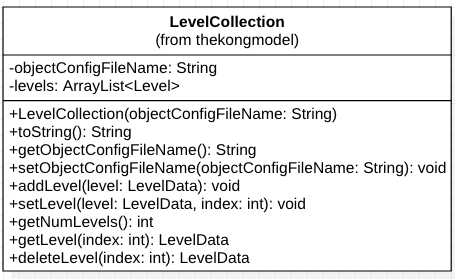 LevelCollection
(from thekongmodel)
-objectConfigFileName: String
-levels: ArrayList<Level>
+LevelCollection(objectConfigFileName: String)
+toString(): String
+getObjectConfigFileName(): String
+setObjectConfigFileName(objectConfigFileName: String): void
+addLevel(level: LevelData): void
+setLevel(level: LevelData, index: int): void
+getNumLevels(): int
+getLevel(index: int): LevelData
+deleteLevel(index: int): LevelData